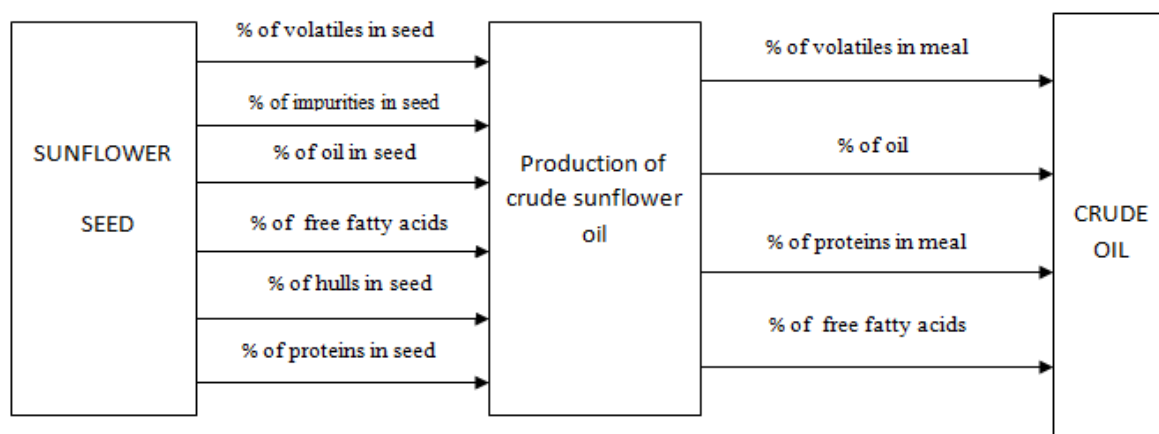 SUNFLOWER
SEED
% of volatiles in seed
% of impurities in seed
% of oil in seed
% of free fatty acids
% of hulls in seed
% of proteins in seed
Production of
crude sunflower
oil
% of volatiles in meal
% of oil
% of proteins in meal
% of free fatty acids
CRUDE
OIL